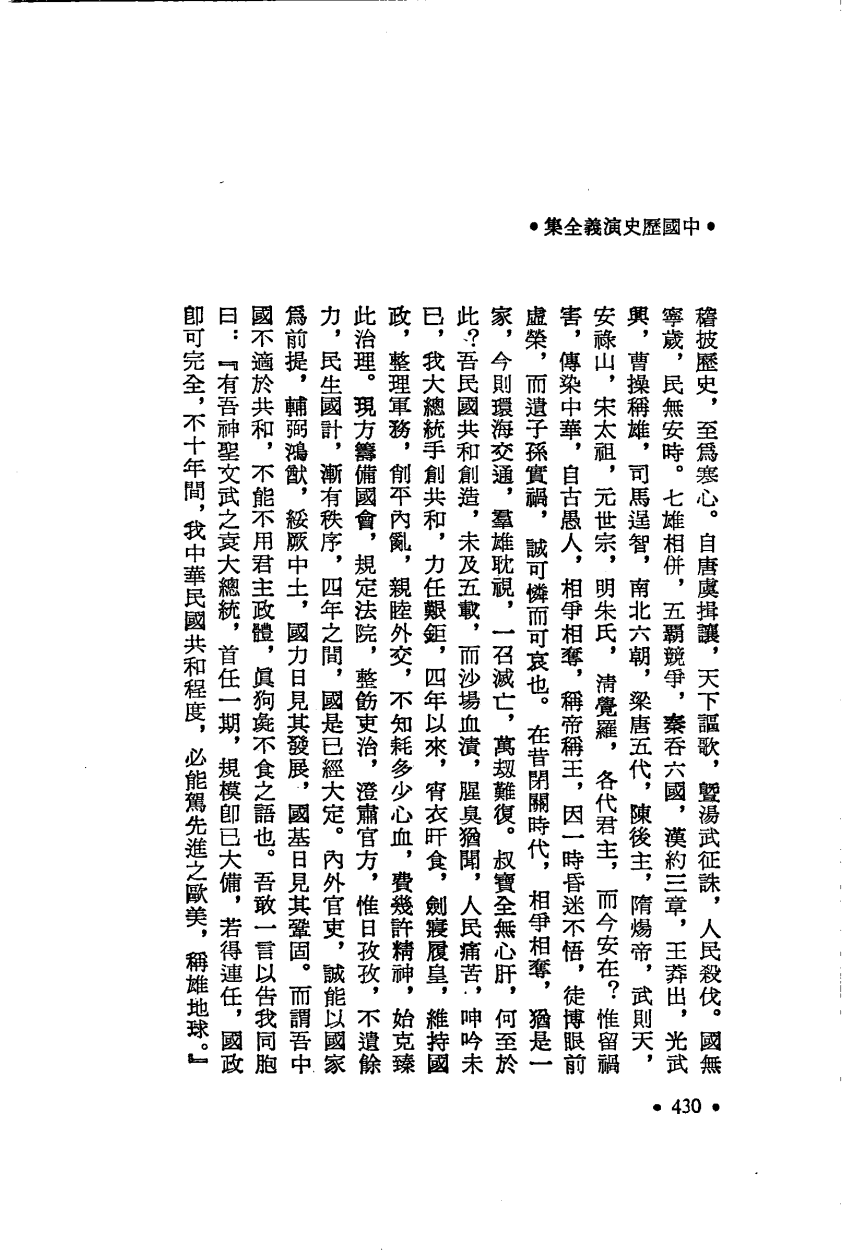 •中國歷史演義全集•
稽披歷史，至爲寒心。自唐虞揖讓，天下謳歌，曁湯武征誅，人民殺伐。國無
寧歲，民無安時。七雄相併，五霸競爭，秦吞六國，漢約三章，王莽出，光武
興，曹操稱雄，司馬逞智，南北六朝，梁唐五代，陳後主，隋煬帝，武則天，
安祿山，宋太祖，元世宗，明朱氏，淸覺羅，各代君主，而今安在？惟留禍
害，傳染中華，自古愚人，相爭相奪，稱帝稱王，因一時昏迷不悟，徒博眼前
虛榮，而遺子孫實禍，誠可憐而可哀也。在昔閉關時代，相爭相奪，猶是一
家，今則環海交通，羣雄眈視，一召滅亡，萬刼難復。叔寶全無心肝，何至於
此？吾民國共和創造，未及五載，而沙場血漬，腥臭猶聞，人民痛苦，呻吟未
已，我大總統手創共和，力任艱鉅，四年以來，宵衣旰食，劍寢履皇，維持國
政，整理軍務，削平內亂，親睦外交，不知耗多少心血，費幾許精神，始克臻
此治理。現方籌備國會，規定法院，整飭吏治，澄肅官方，惟日孜孜，不遺餘
力，民生國計，漸有秩序，四年之間，國是已經大定。內外官吏，誠能以國家
爲前提，輔弼鴻猷，綏厥中土，國力日見其發展，國基日見其鞏固。而謂吾中
國不適於共和，不能不用君主政體，眞狗彘不食之語也。吾敢一言以告我同胞
曰：『有吾神聖文武之袁大總統，首任一期，規模卽已大備，若得連任，國政
卽可完全，不十年間，我中華民國共和程度，必能駕先進之歐美，稱雄地球。』
•430•